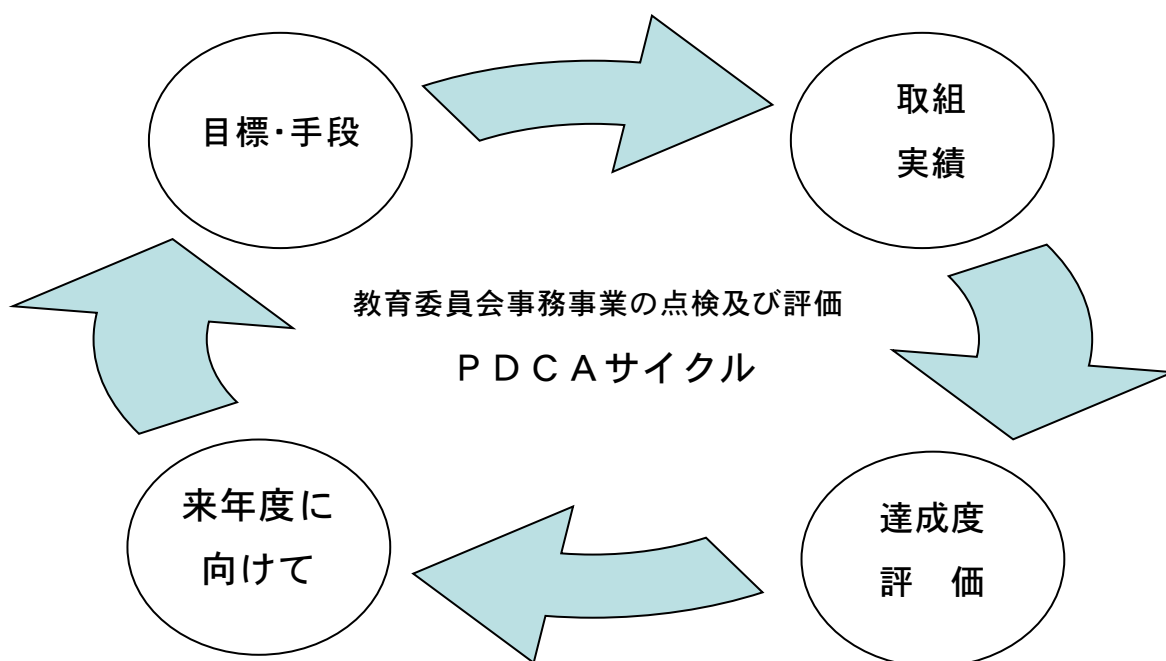 目標・手段
取組
実績
教育委員会事務事業の点検及び評価
ＰＤＣＡサイクル
来年度に
向けて
達成度
評　価